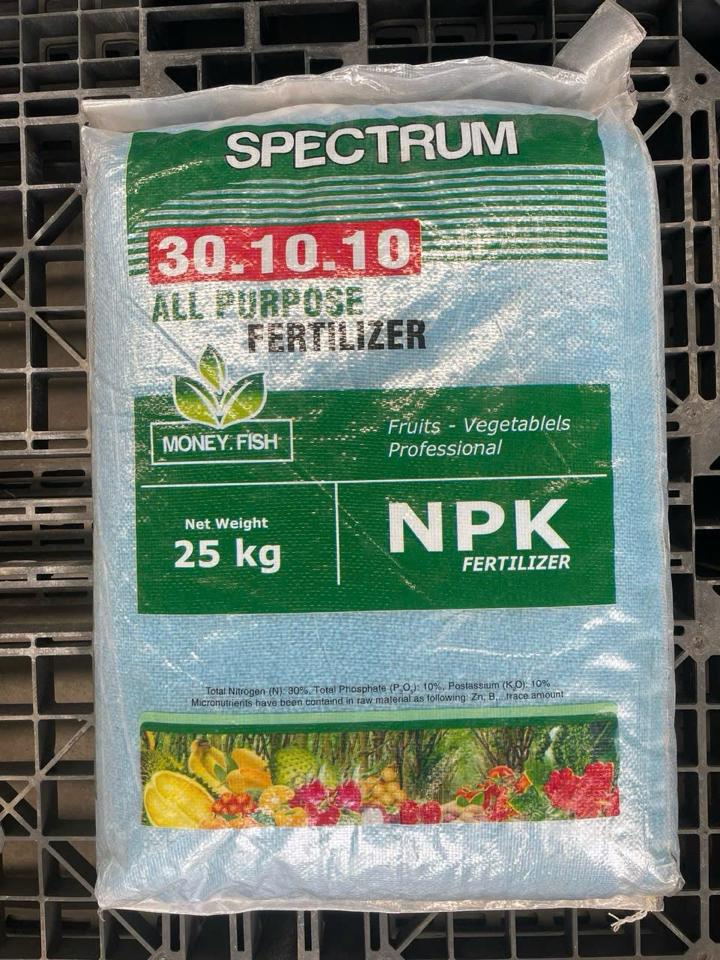 SPECTRUM
30.10.10
ALL PURPOSE
FERTILIZER
MONEY.FISH
Fruits - Vegetablels
Professional
Net Weight
25 kg
NPK
FERTILIZER
Total Nitrogen (N): 30%, Total Phosphate (P₂O₅): 10%, Postassium (K₂O): 10%
Micronutrients have been containd in raw material as following: Zn, B,...trace amount